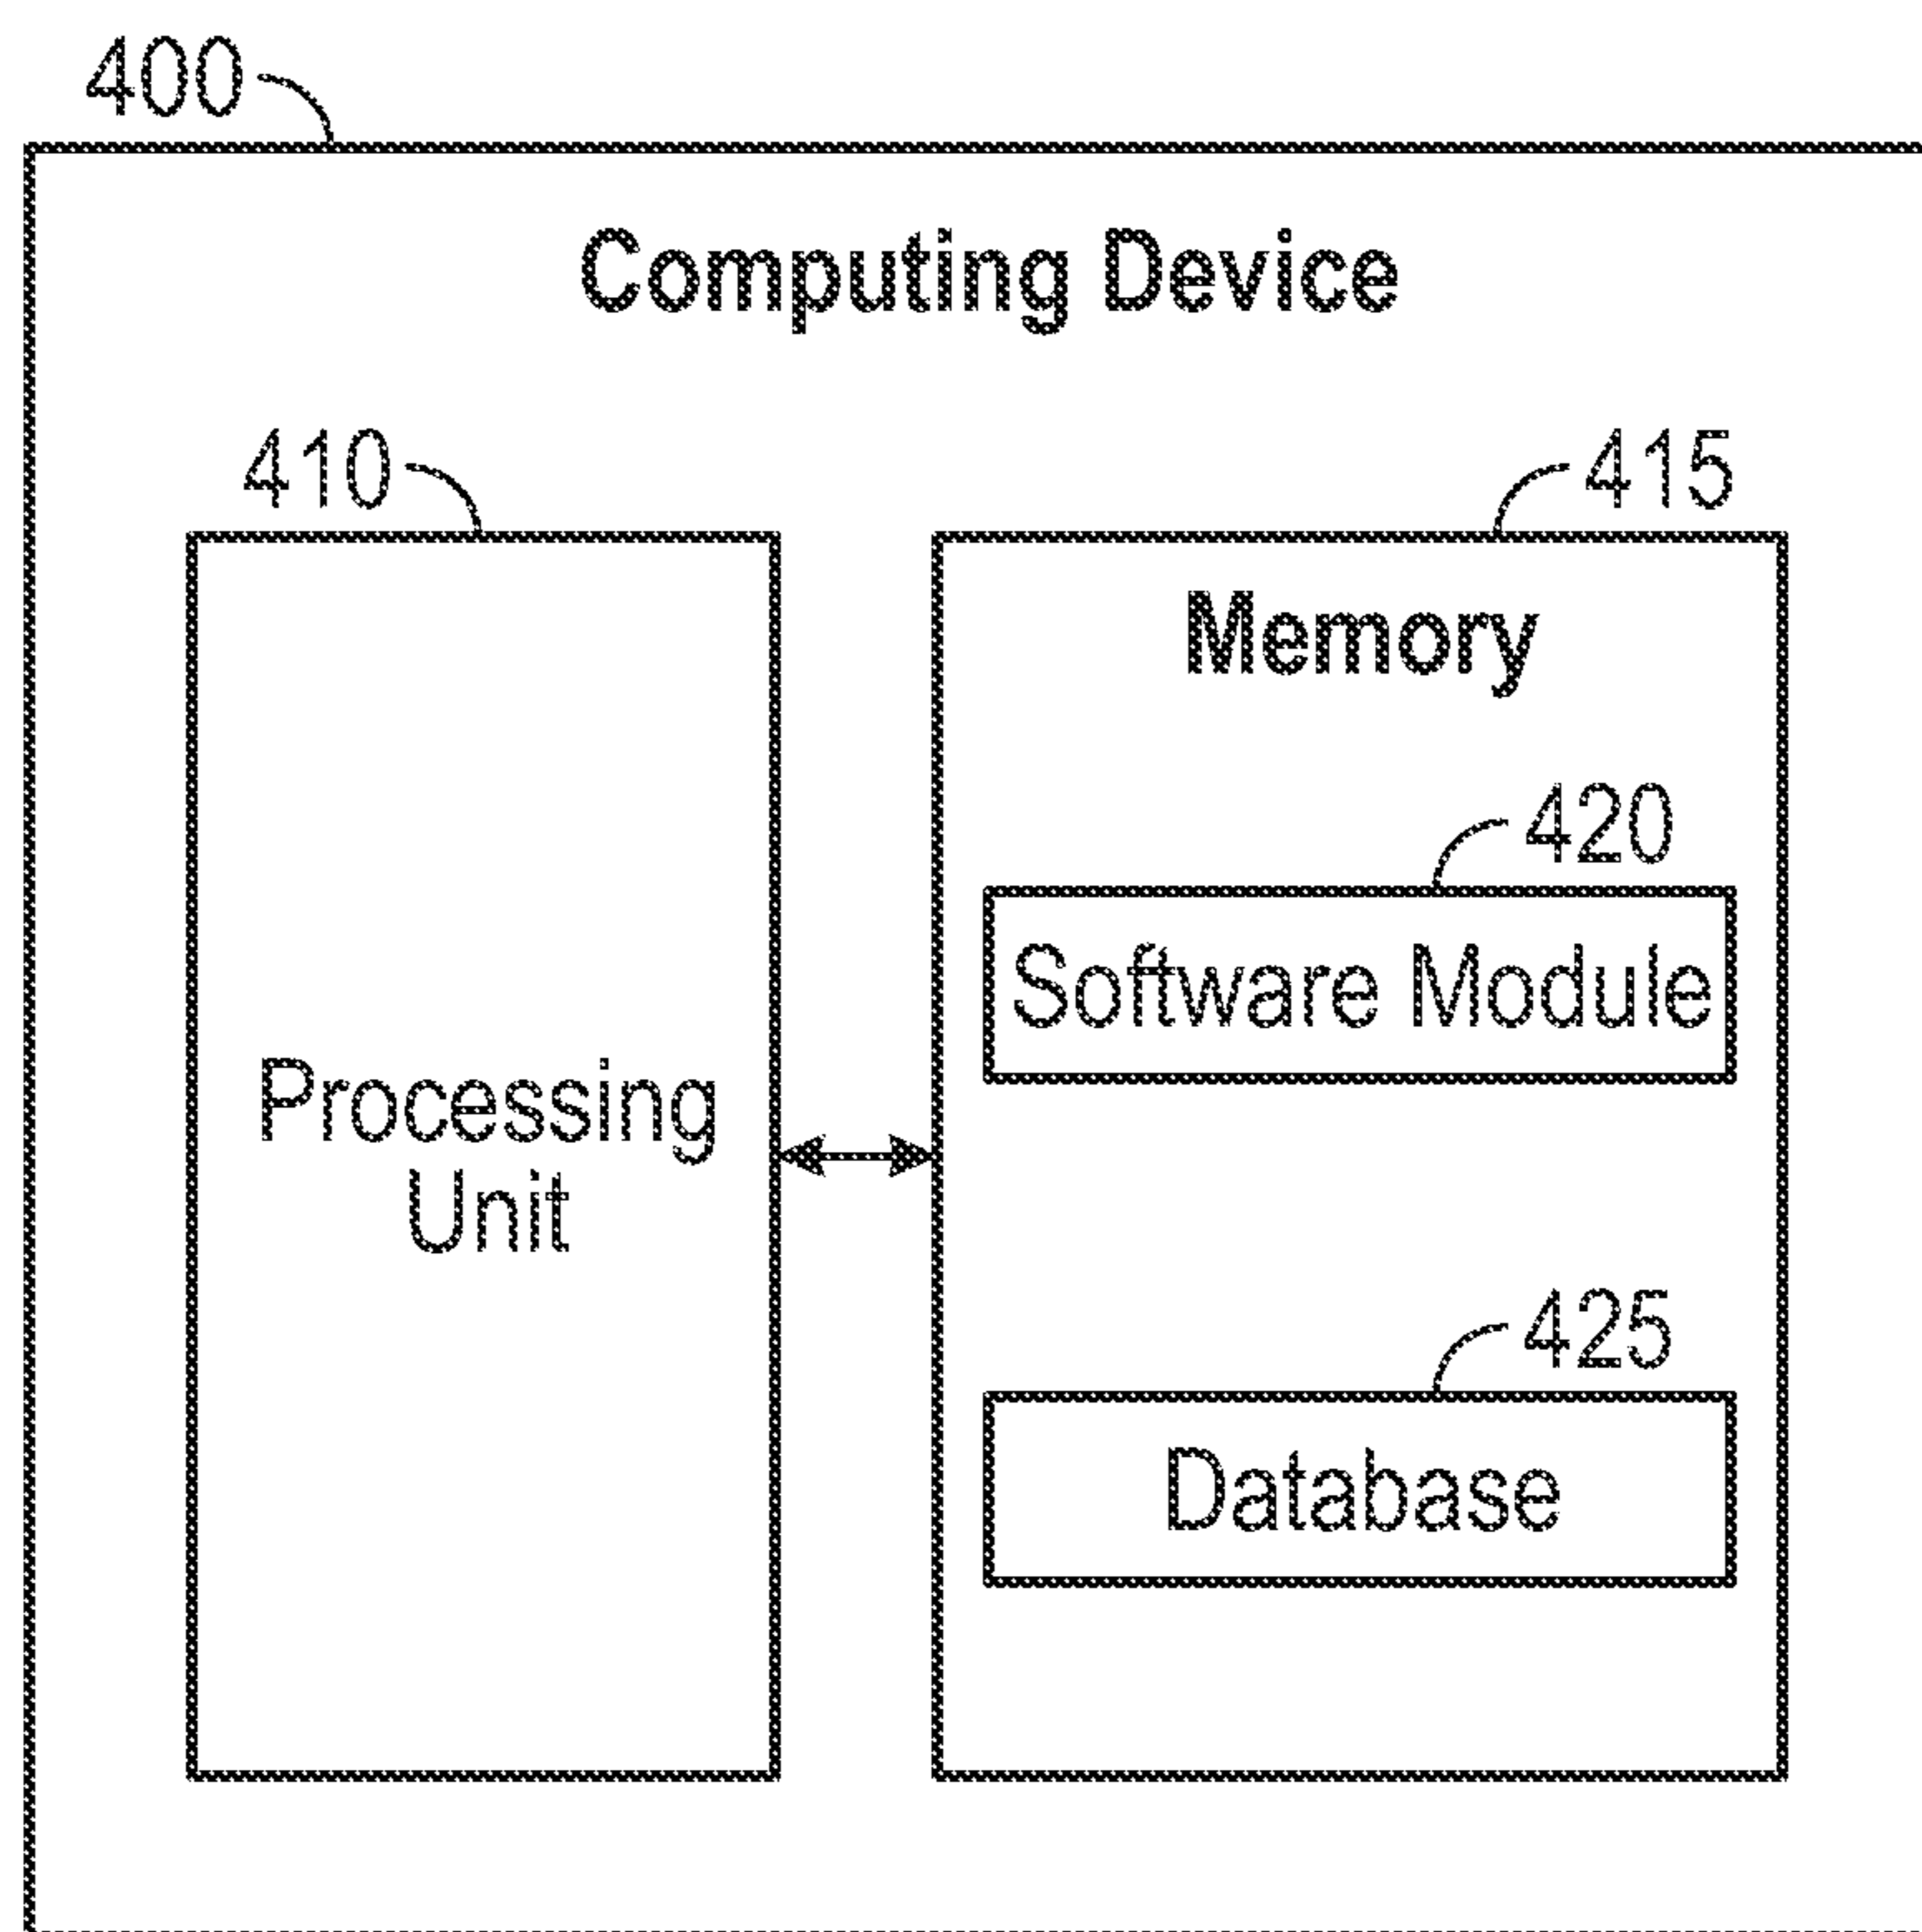 400
Computing Device
410
415
Memory
420
Software Module
Processing
Unit
425
Database